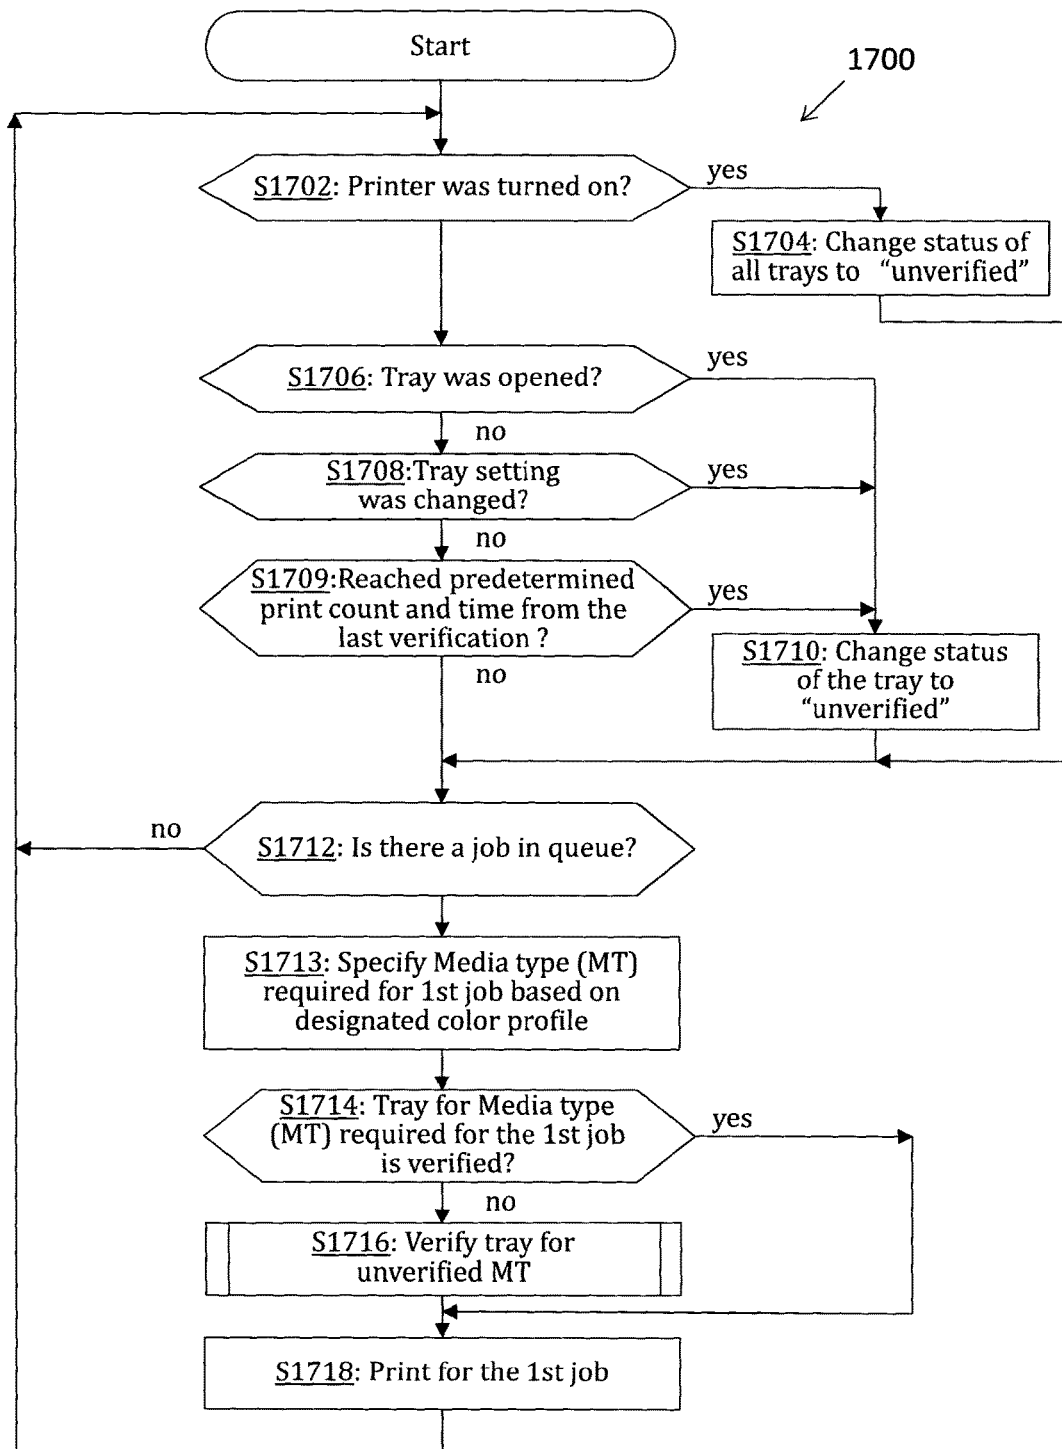 Start
1700
S1702: Printer was turned on?
yes
S1704: Change status of
all trays to "unverified"
S1706: Tray was opened?
yes
no
S1708:Tray setting
was changed?
yes
no
S1709:Reached predetermined
print count and time from the
last verification ?
yes
no
S1710: Change status
of the tray to
"unverified"
no
S1712: Is there a job in queue?
S1713: Specify Media type (MT)
required for 1st job based on
designated color profile
S1714: Tray for Media type
(MT) required for the 1st job
is verified?
yes
no
S1716: Verify tray for
unverified MT
S1718: Print for the 1st job